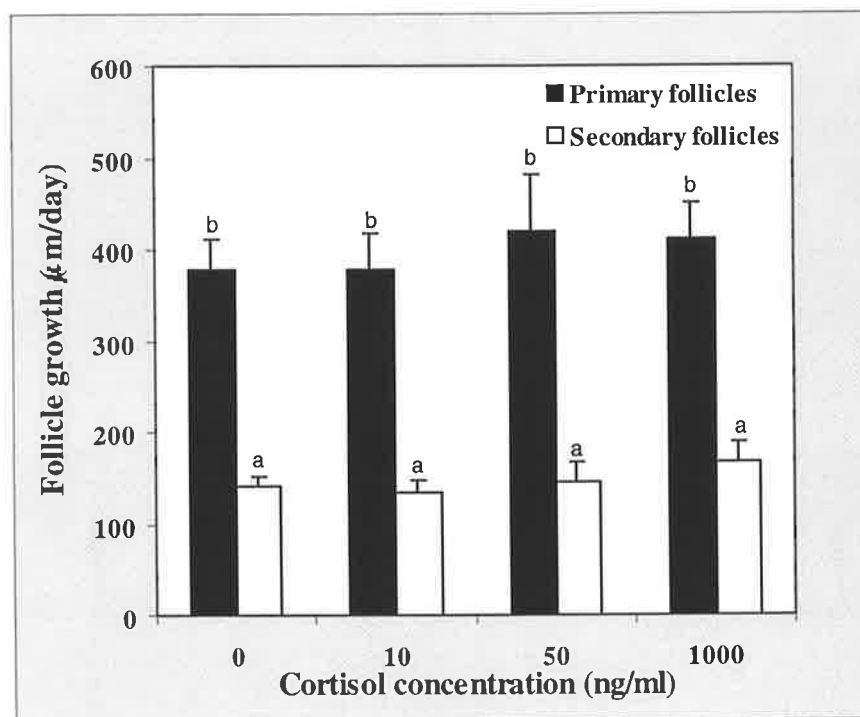 600
Primary follicles
Secondary follicles
500
400
300
200
100
0
Follicle growth μm/day)
b
b
b
b
a
a
a
a
0 10 50 1000
Cortisol concentration (ng/ml)